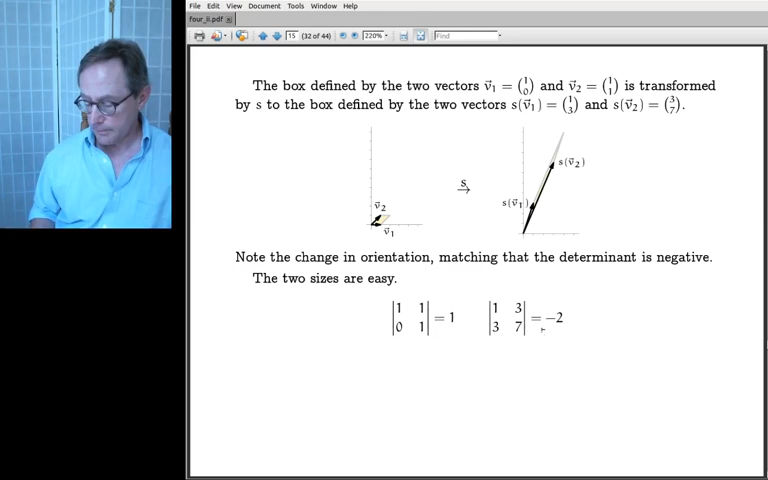 File Edit View Document Tools Window Help
four_ii.pdf
15 (32 of 44) 220% Find
The box defined by the two vectors v⃗₁ = (1 0) and v⃗₂ = (1 1) is transformed
by s to the box defined by the two vectors s(v⃗₁) = (1 3) and s(v⃗₂) = (3 7).
s(v⃗₂)
s →
s(v⃗₁)
v⃗₂
v⃗₁
Note the change in orientation, matching that the determinant is negative.
The two sizes are easy.
|1 1| |1 3|
|0 1| = 1 |3 7| = −2